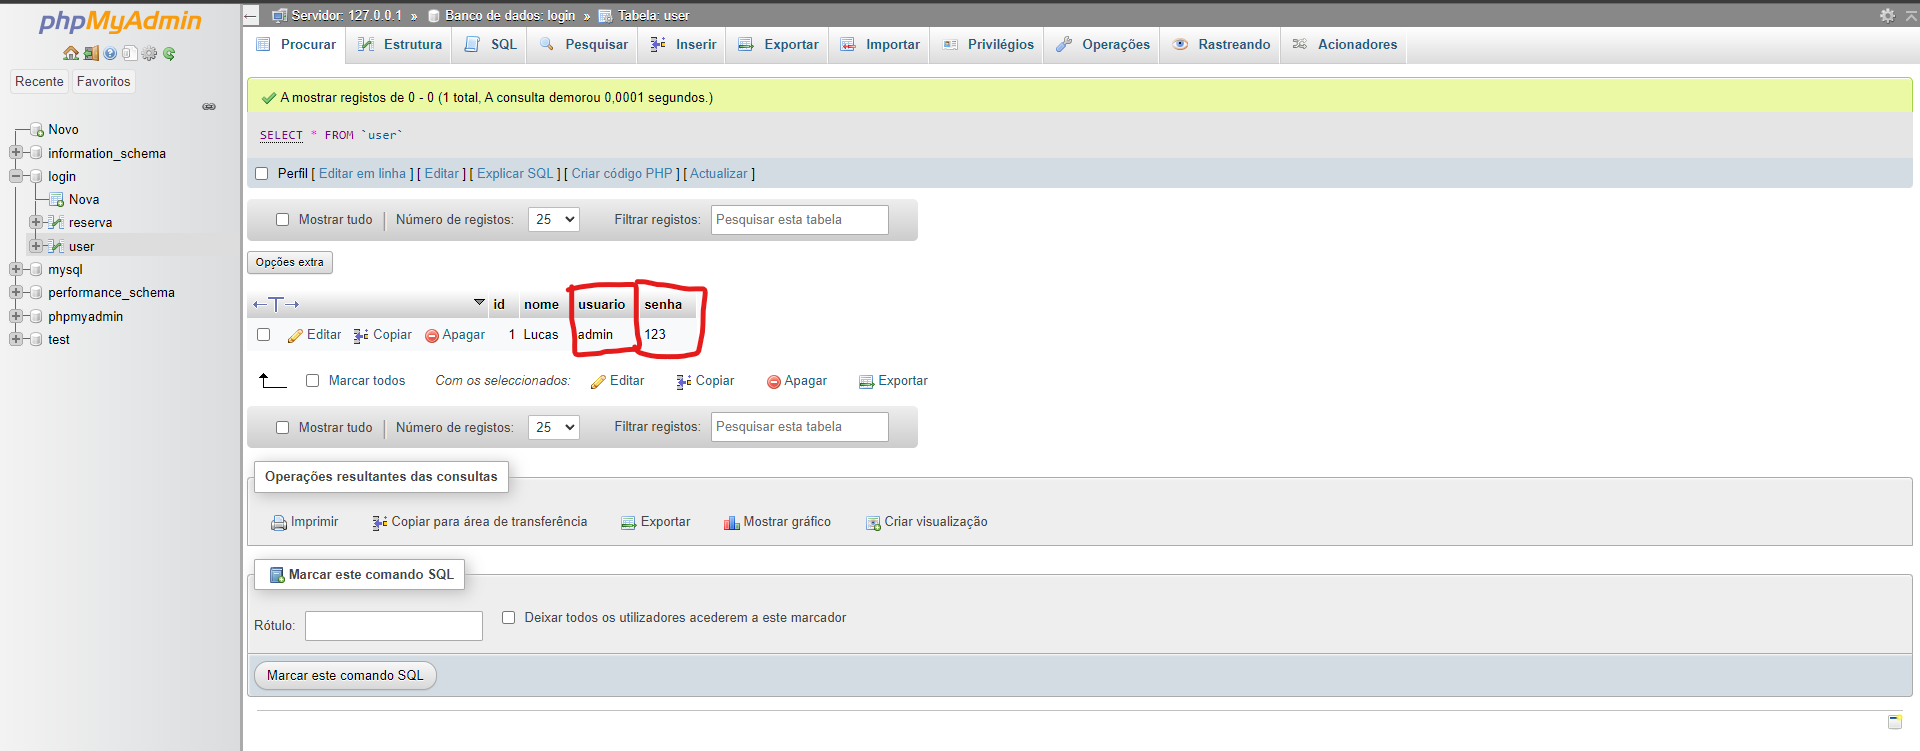 phpMyAdmin
Recente Favoritos
Novo
information_schema
login
Nova
reserva
user
mysql
performance_schema
phpmyadmin
test
Servidor: 127.0.0.1 » Banco de dados: login » Tabela: user
Procurar Estrutura SQL Pesquisar Inserir Exportar Importar Privilégios Operações Rastreando Acionadores
A mostrar registos de 0 - 0 (1 total, A consulta demorou 0,0001 segundos.)
SELECT * FROM `user`
Perfil [ Editar em linha ] [ Editar ] [ Explicar SQL ] [ Criar código PHP ] [ Actualizar ]
Mostrar tudo | Número de registos: 25 Filtrar registos: Pesquisar esta tabela
Opções extra
←T→ id nome usuario senha
Editar Copiar Apagar 1 Lucas admin 123
Marcar todos Com os seleccionados: Editar Copiar Apagar Exportar
Mostrar tudo | Número de registos: 25 Filtrar registos: Pesquisar esta tabela
Operações resultantes das consultas
Imprimir Copiar para área de transferência Exportar Mostrar gráfico Criar visualização
Marcar este comando SQL
Rótulo: Deixar todos os utilizadores acederem a este marcador
Marcar este comando SQL